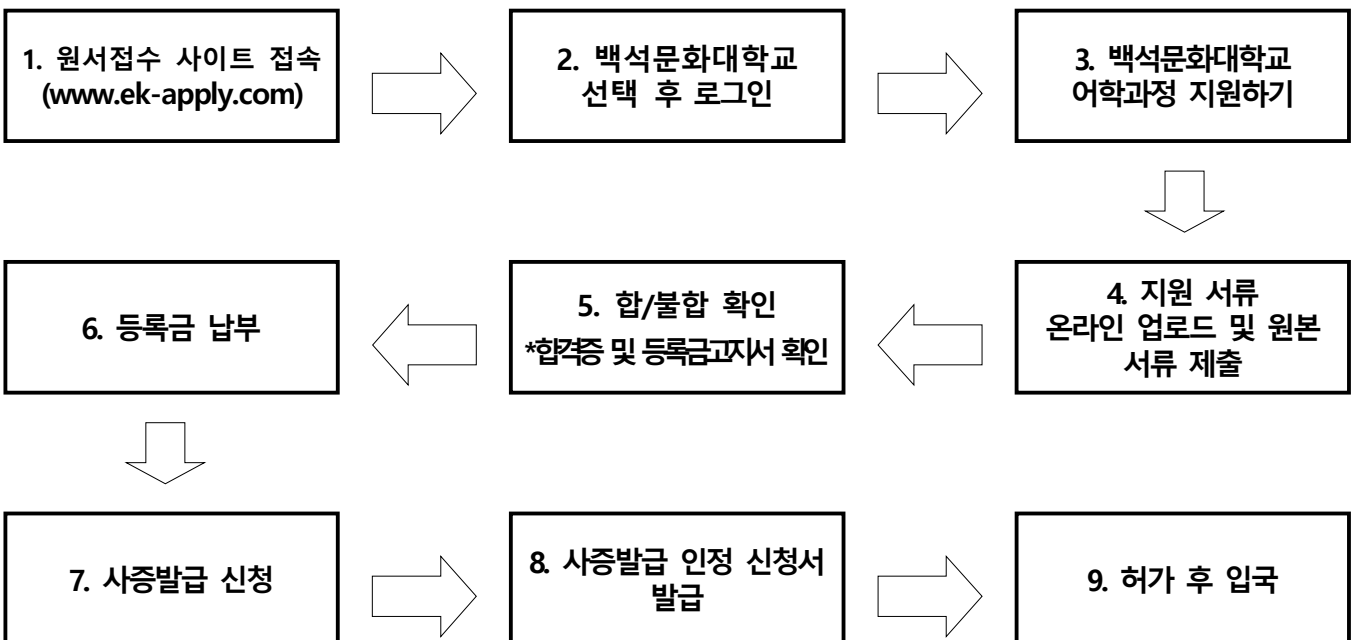 1. 원서접수 사이트 접속
(www.ek-apply.com)
2. 백석문화대학교
선택 후 로그인
3. 백석문화대학교
어학과정 지원하기
4. 지원 서류
온라인 업로드 및 원본
서류 제출
5. 합/불합 확인
*합격증 및 등록금고지서 확인
6. 등록금 납부
7. 사증발급 신청
8. 사증발급 인정 신청서
발급
9. 허가 후 입국